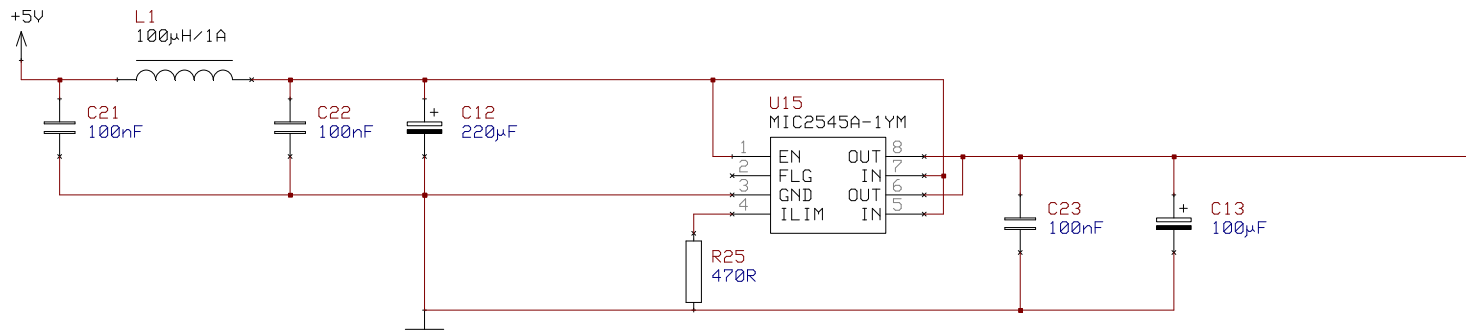 +5V
L1
100µH/1A
C21
100nF
C22
100nF
C12
220µF
+
U15
MIC2545A-1YM
1 EN OUT 8
2 FLG IN 7
3 GND OUT 6
4 ILIM IN 5
R25
470R
C23
100nF
+
C13
100µF